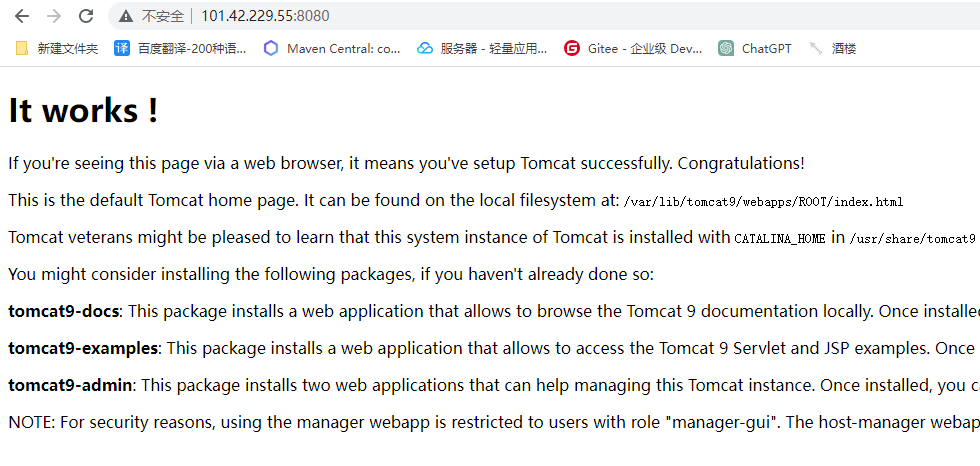 不安全 101.42.229.55:8080
新建文件夹 百度翻译-200种语... Maven Central: co... 服务器 - 轻量应用... Gitee - 企业级 Dev... ChatGPT 酒楼
It works !
If you're seeing this page via a web browser, it means you've setup Tomcat successfully. Congratulations!
This is the default Tomcat home page. It can be found on the local filesystem at: /var/lib/tomcat9/webapps/ROOT/index.html
Tomcat veterans might be pleased to learn that this system instance of Tomcat is installed with CATALINA_HOME in /usr/share/tomcat9
You might consider installing the following packages, if you haven't already done so:
tomcat9-docs: This package installs a web application that allows to browse the Tomcat 9 documentation locally. Once installe
tomcat9-examples: This package installs a web application that allows to access the Tomcat 9 Servlet and JSP examples. Once
tomcat9-admin: This package installs two web applications that can help managing this Tomcat instance. Once installed, you c
NOTE: For security reasons, using the manager webapp is restricted to users with role "manager-gui". The host-manager webap